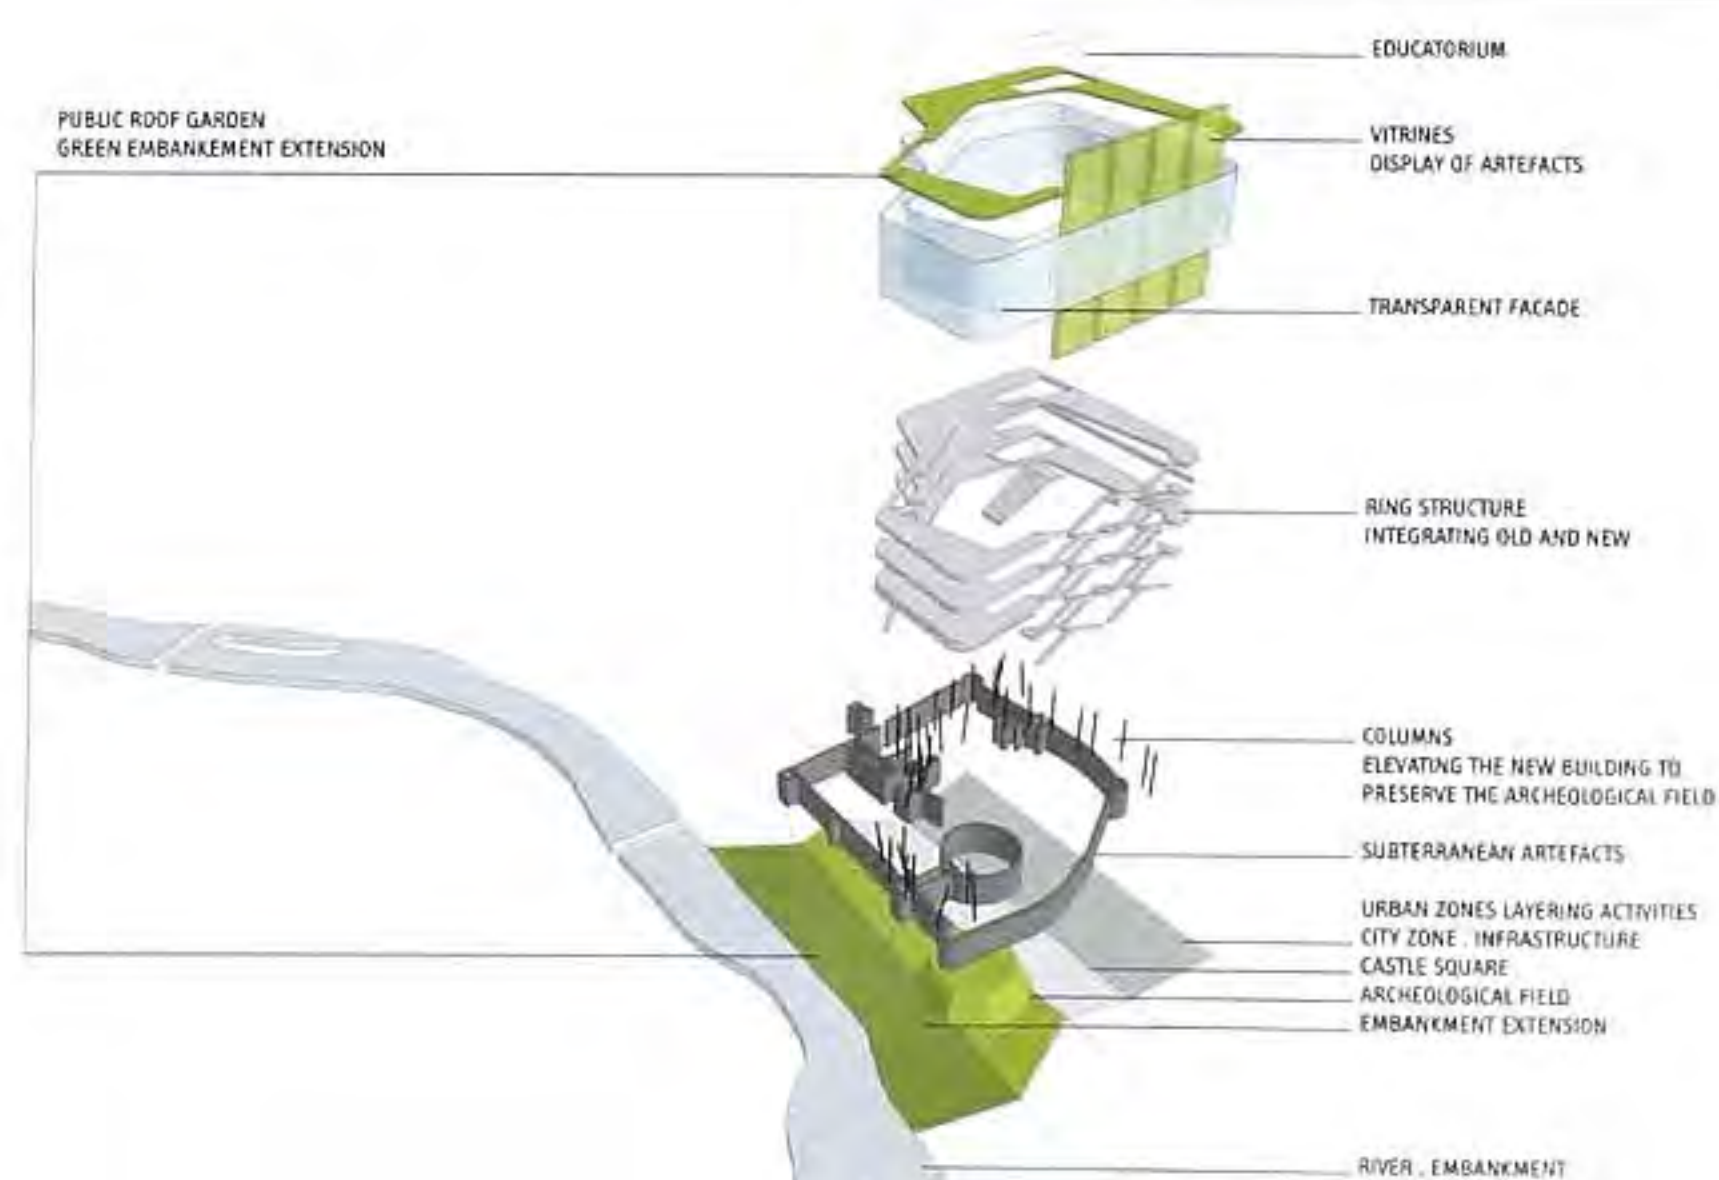 PUBLIC ROOF GARDEN
GREEN EMBANKEMENT EXTENSION
EDUCATORIUM
VITRINES
DISPLAY OF ARTEFACTS
TRANSPARENT FACADE
RING STRUCTURE
INTEGRATING OLD AND NEW
COLUMNS
ELEVATING THE NEW BUILDING TO
PRESERVE THE ARCHEOLOGICAL FIELD
SUBTERRANEAN ARTEFACTS
URBAN ZONES LAYERING ACTIVITIES
CITY ZONE . INFRASTRUCTURE
CASTLE SQUARE
ARCHEOLOGICAL FIELD
EMBANKMENT EXTENSION
RIVER . EMBANKMENT